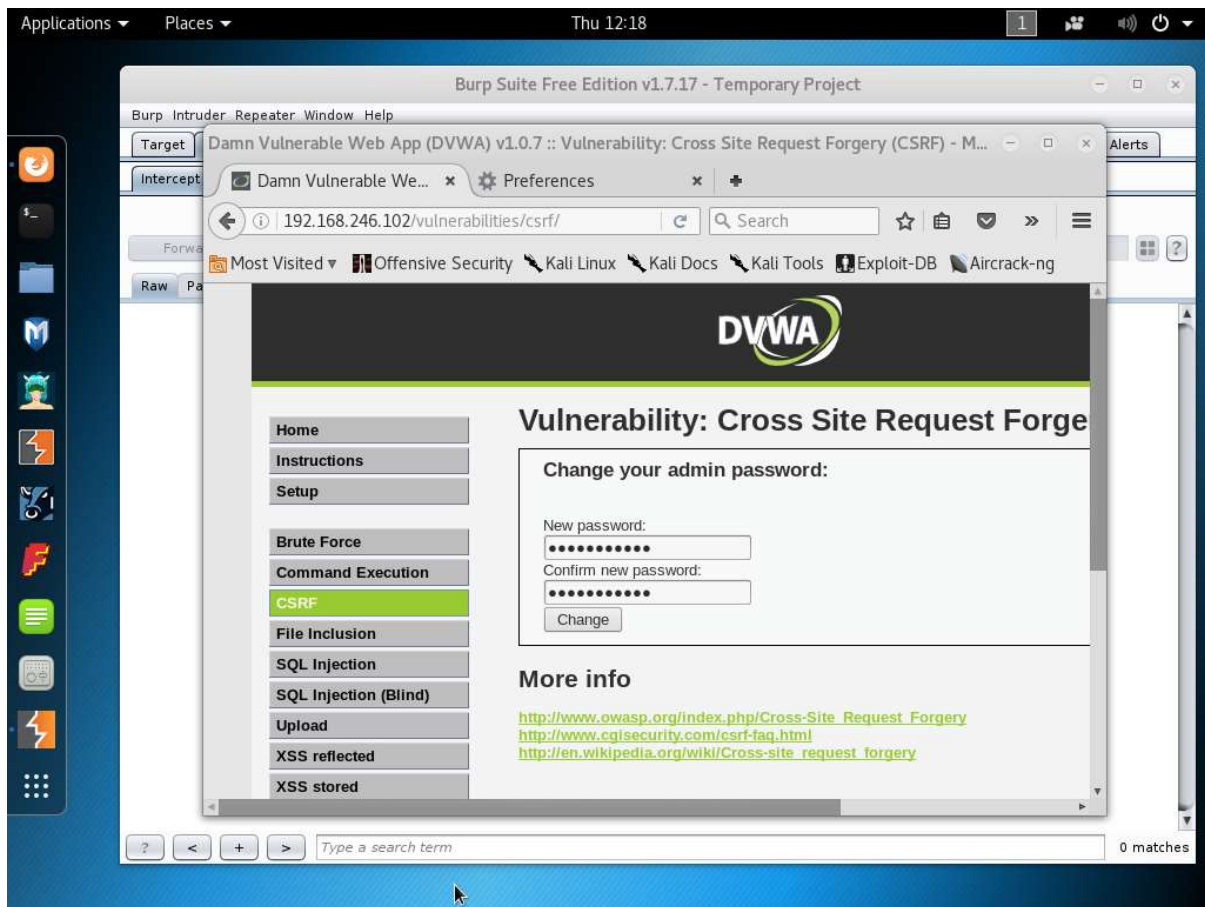 Applications ▾ Places ▾ Thu 12:18 1
Burp Suite Free Edition v1.7.17 - Temporary Project
Burp Intruder Repeater Window Help
Target Alerts
Damn Vulnerable Web App (DVWA) v1.0.7 :: Vulnerability: Cross Site Request Forgery (CSRF) - M...
Intercept
Damn Vulnerable We... × Preferences ×
192.168.246.102/vulnerabilities/csrf/ Search
Forwa
Most Visited ▾ Offensive Security Kali Linux Kali Docs Kali Tools Exploit-DB Aircrack-ng
Raw Pa
DVWA
Home
Instructions
Setup
Brute Force
Command Execution
CSRF
File Inclusion
SQL Injection
SQL Injection (Blind)
Upload
XSS reflected
XSS stored
Vulnerability: Cross Site Request Forge
Change your admin password:
New password:
•••••••••••
Confirm new password:
•••••••••••
Change
More info
http://www.owasp.org/index.php/Cross-Site_Request_Forgery
http://www.cgisecurity.com/csrf-faq.html
http://en.wikipedia.org/wiki/Cross-site_request_forgery
? < + > Type a search term 0 matches